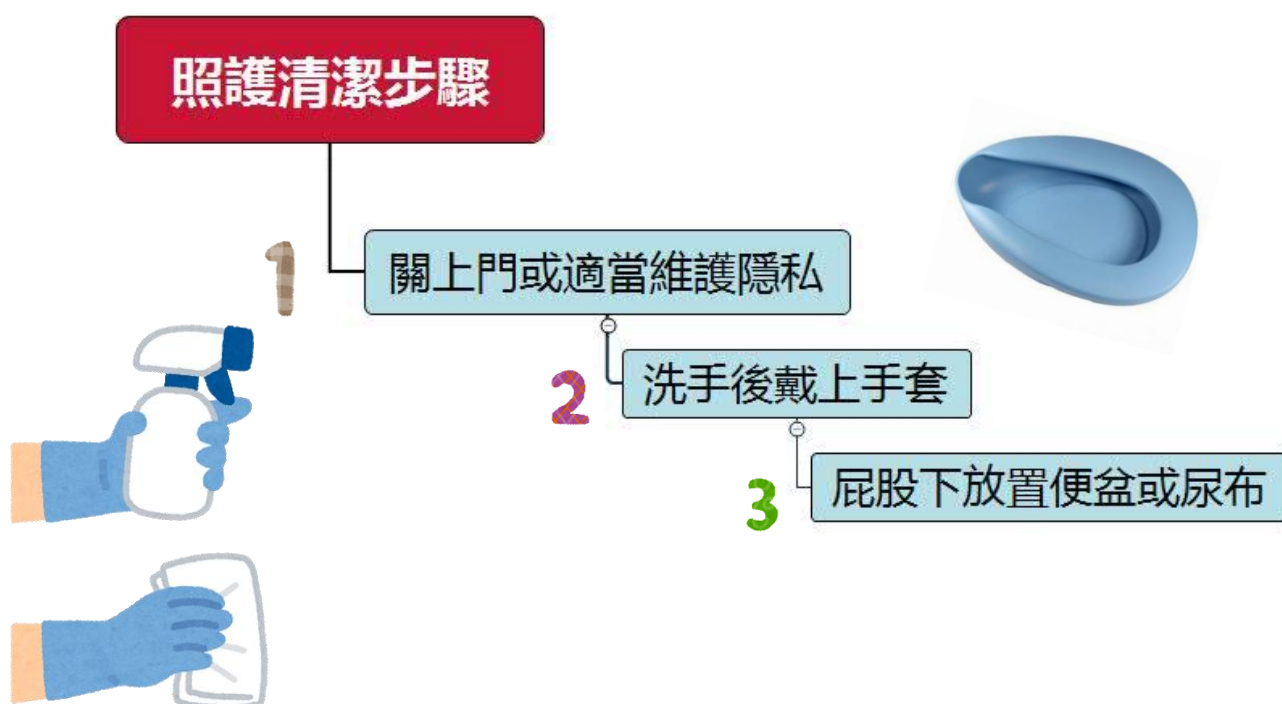 照護清潔步驟
1
關上門或適當維護隱私
2
洗手後戴上手套
3
屁股下放置便盆或尿布